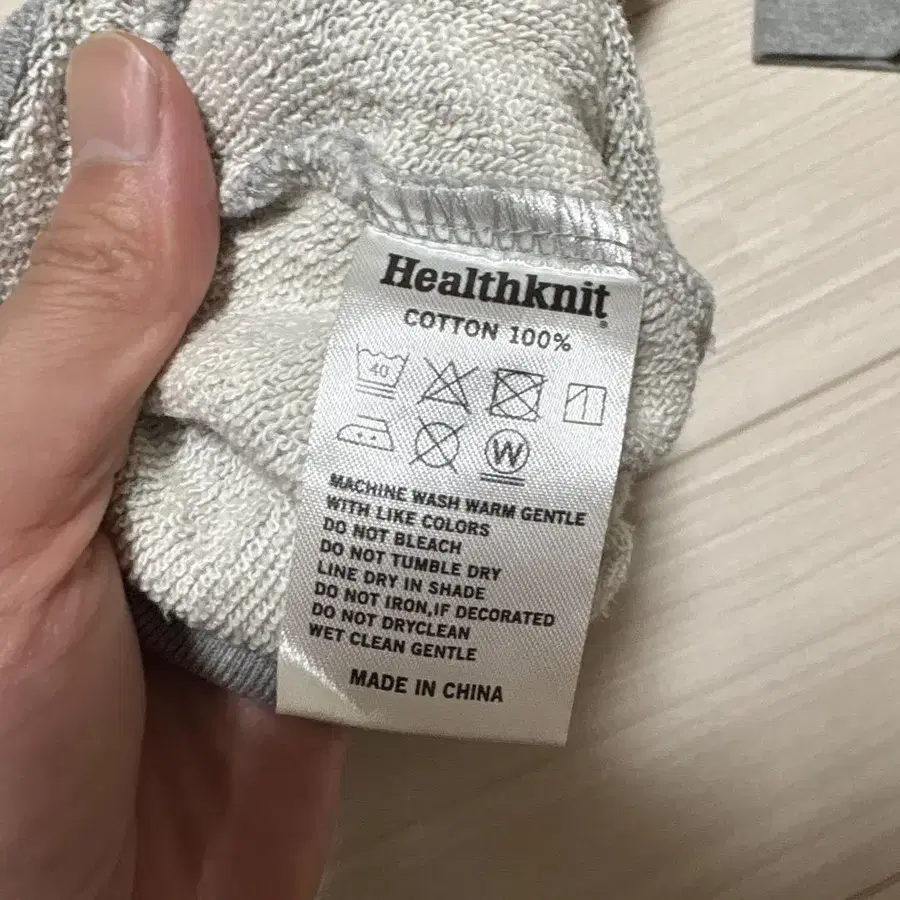 Healthknit
COTTON 100%
40
W
MACHINE WASH WARM GENTLE
WITH LIKE COLORS
DO NOT BLEACH
DO NOT TUMBLE DRY
LINE DRY IN SHADE
DO NOT IRON,IF DECORATED
DO NOT DRYCLEAN
WET CLEAN GENTLE
MADE IN CHINA